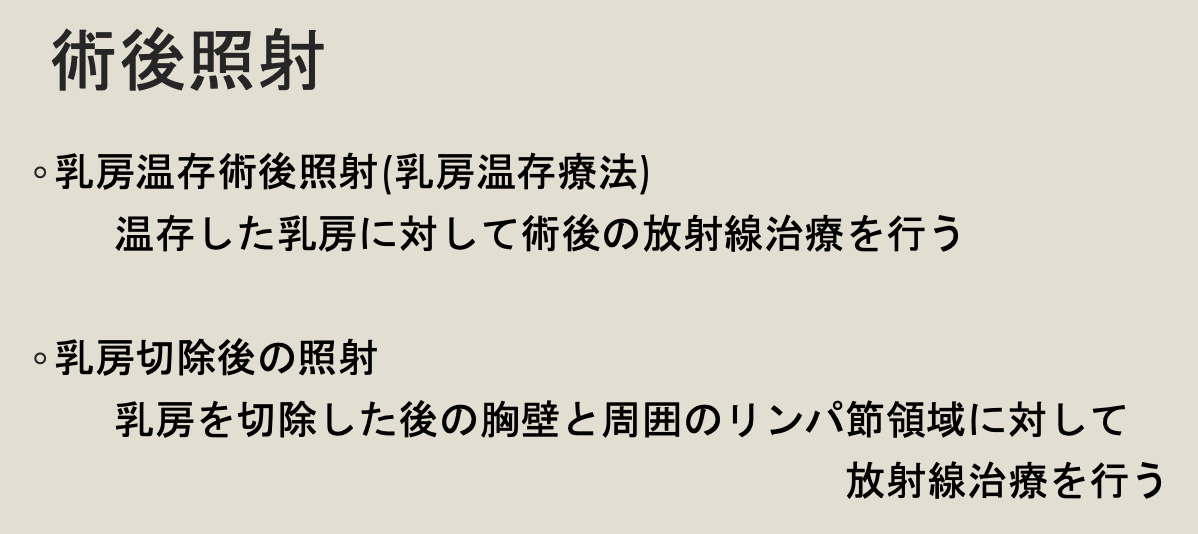 術後照射
◦乳房温存術後照射(乳房温存療法)
温存した乳房に対して術後の放射線治療を行う
◦乳房切除後の照射
乳房を切除した後の胸壁と周囲のリンパ節領域に対して
放射線治療を行う